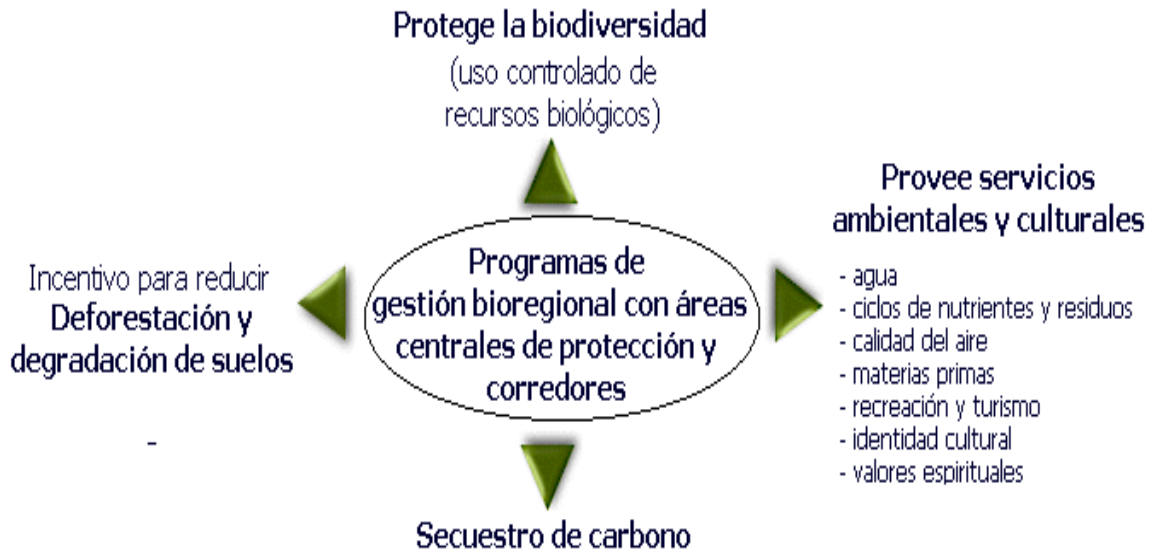 Protege la biodiversidad
(uso controlado de
recursos biológicos)
Provee servicios
ambientales y culturales
- agua
- ciclos de nutrientes y residuos
- calidad del aire
- materias primas
- recreación y turismo
- identidad cultural
- valores espirituales
Programas de
gestión bioregional con áreas
centrales de protección y
corredores
Incentivo para reducir
Deforestación y
degradación de suelos
-
Secuestro de carbono